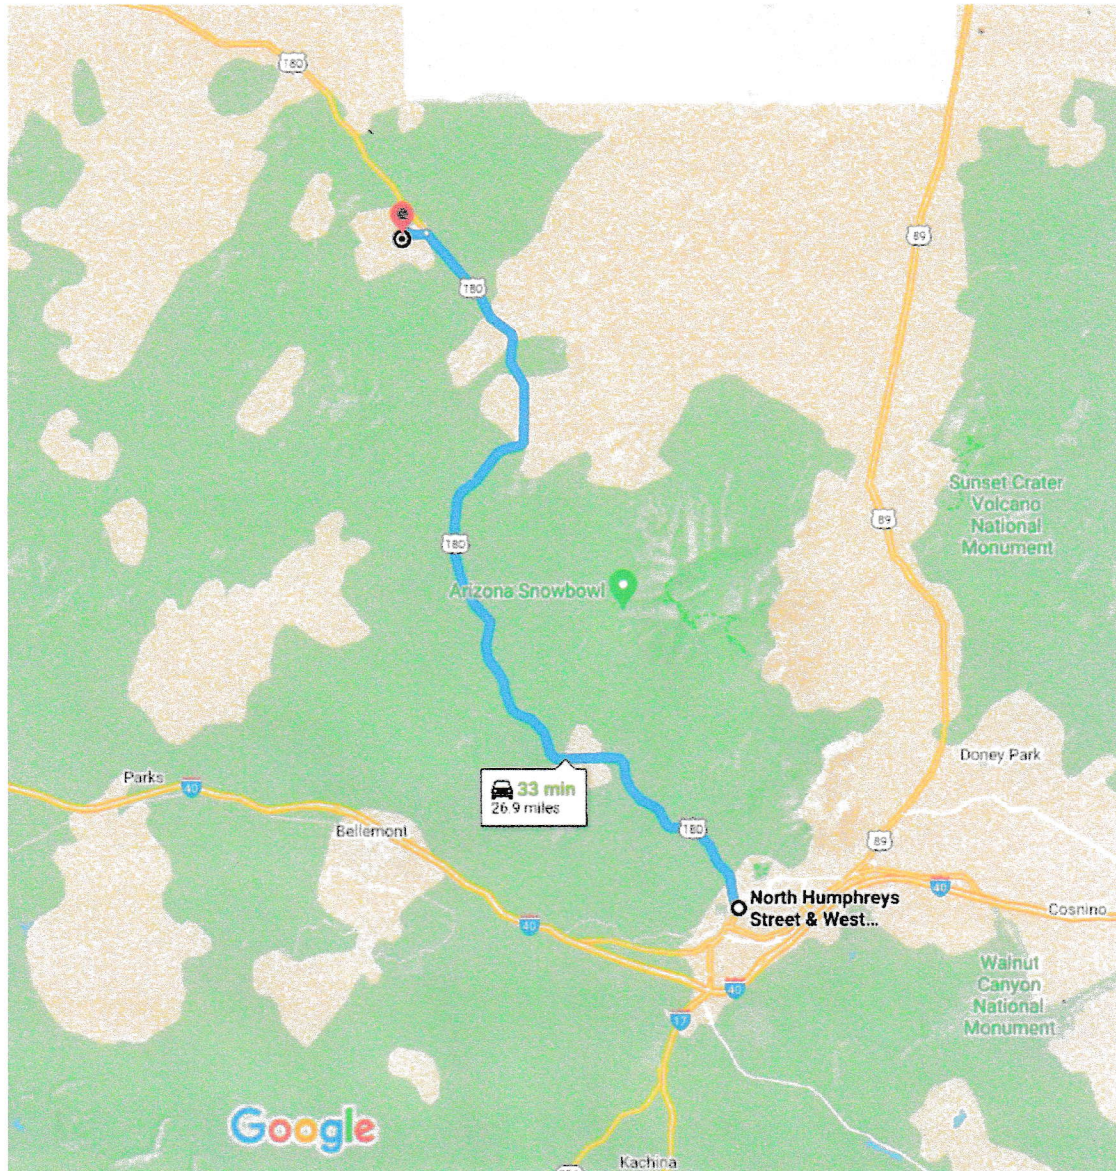 180
89
180
89
Sunset Crater
Volcano
National
Monument
180
Arizona Snowbowl
Doney Park
Parks
40
33 min
26.9 miles
Bellemont
180
89
40
North Humphreys
Street & West...
Cosnino
40
Walnut
Canyon
National
Monument
40
17
Google
Kachina